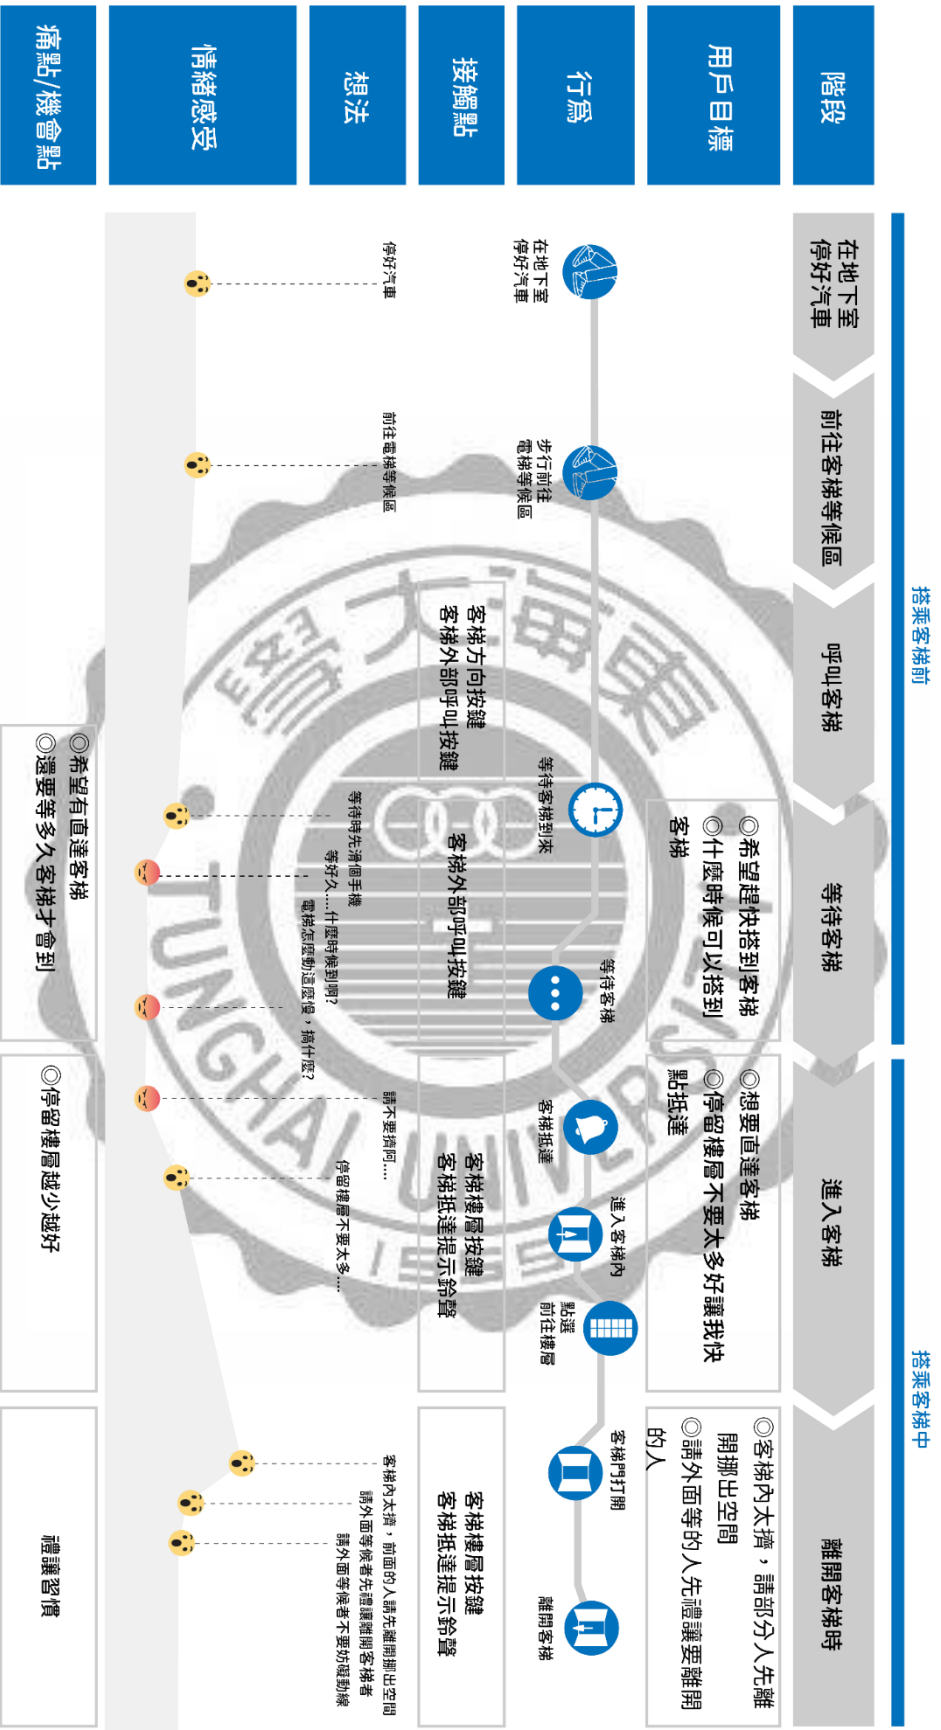 搭乘客梯前
搭乘客梯中
階段
在地下室
停好汽車
前往客梯等候區
呼叫客梯
等待客梯
進入客梯
離開客梯時
用戶目標
◎希望趕快搭到客梯
◎什麼時候可以搭到
客梯
◎想要直達客梯
◎停留樓層不要太多好讓我快
點抵達
◎客梯內太擠，請部分人先離
開挪出空間
◎請外面等的人先禮讓要離開
的人
行為
在地下室
停好汽車
步行前往
電梯等候區
等待客梯到來
等待客梯
客梯抵達
進入客梯內
點選
前往樓層
客梯門打開
離開客梯
接觸點
客梯方向按鍵
客梯外部呼叫按鍵
客梯外部呼叫按鍵
客梯樓層按鍵
客梯抵達提示鈴聲
客梯樓層按鍵
客梯抵達提示鈴聲
想法
停好汽車
前往電梯等候區
等待時先滑個手機
等好久....什麼時候到啊?
電梯怎麼動這麼慢，搞什麼?
請不要擠阿....
停留樓層不要太多....
客梯內太擠，前面的人請先離開挪出空間
請外面等候者先禮讓離開客梯者
請外面等候者不要妨礙動線
情緒感受
痛點/機會點
◎希望有直達客梯
◎還要等多久客梯才會到
◎停留樓層越少越好
禮讓習慣
學大海東
TUNGHAI UNIVERSITY
1955